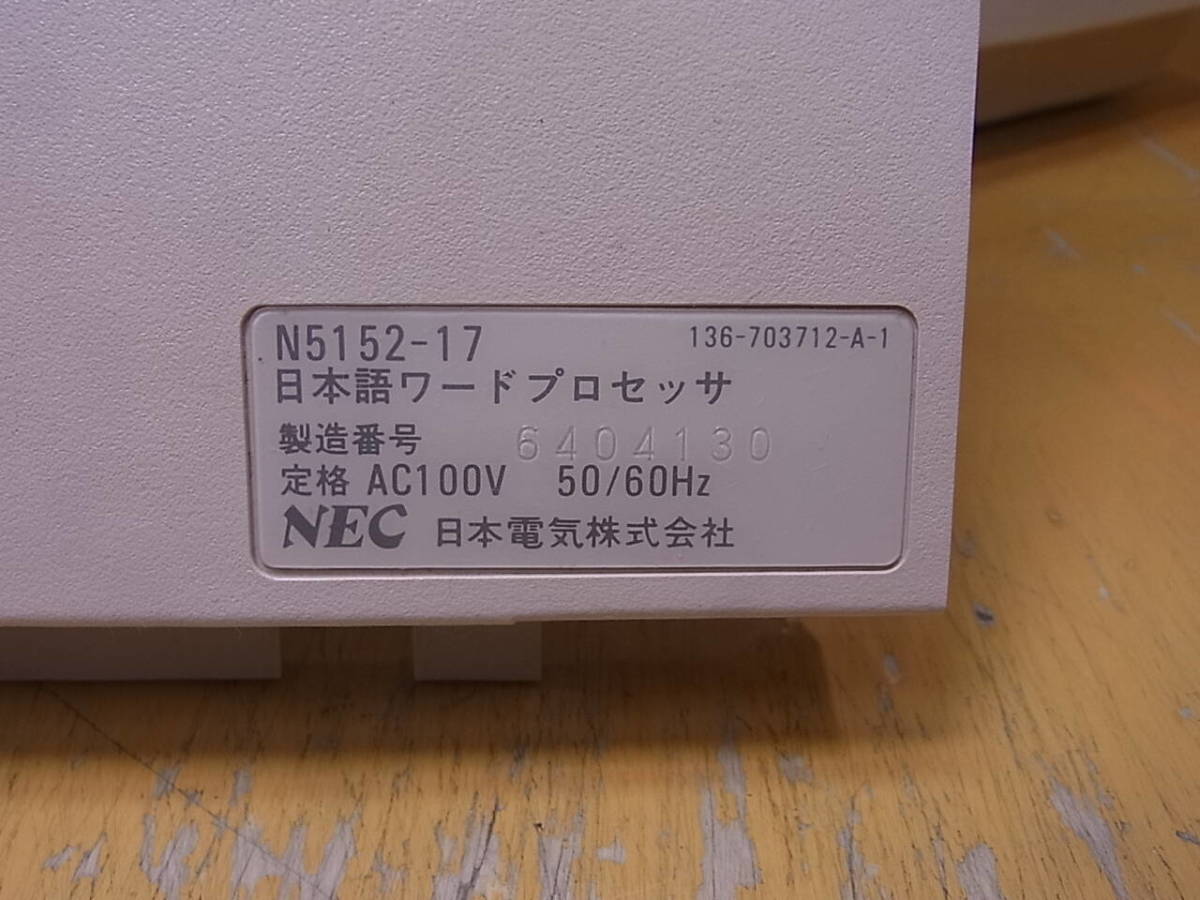 N5152-17 136-703712-A-1
日本語ワードプロセッサ
製造番号 6404130
定格 AC100V 50/60Hz
NEC 日本電気株式会社